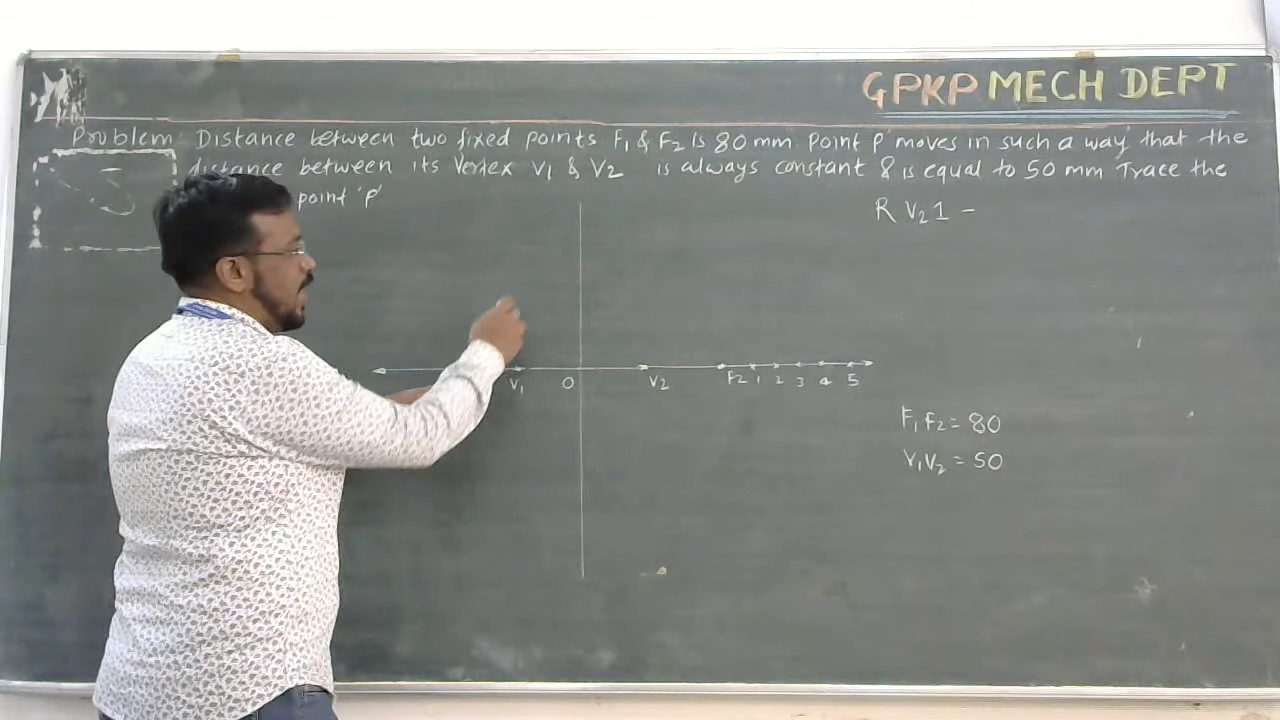 GPKP MECH DEPT
Problem: Distance between two fixed points F1 & F2 is 80 mm Point 'P' moves in such a way that the
distance between its Vertex V1 & V2 is always constant & is equal to 50 mm Trace the
point 'P'
R V2 1 -
V1 O V2 F2 1 2 3 4 5
F1 F2 = 80
V1 V2 = 50